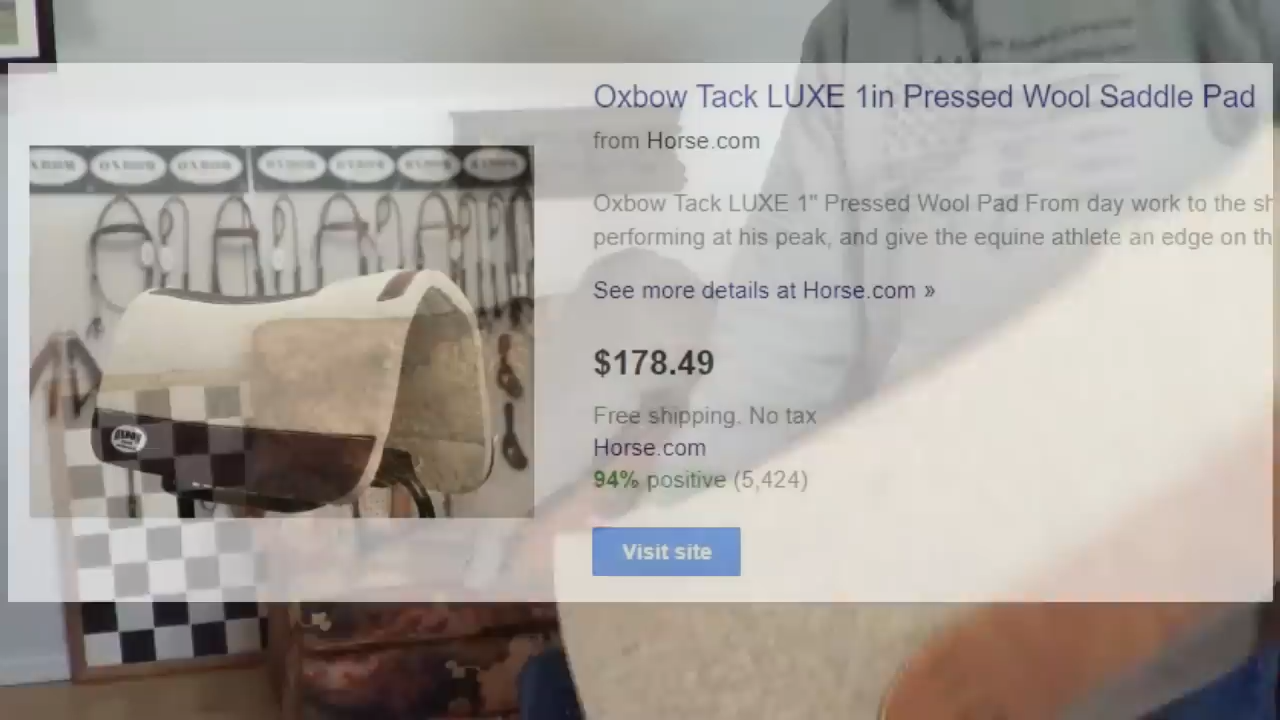 Oxbow Tack LUXE 1in Pressed Wool Saddle Pad
from Horse.com
Oxbow Tack LUXE 1" Pressed Wool Pad From day work to the sh
performing at his peak, and give the equine athlete an edge on th
See more details at Horse.com »
$178.49
Free shipping. No tax
Horse.com
94% positive (5,424)
Visit site